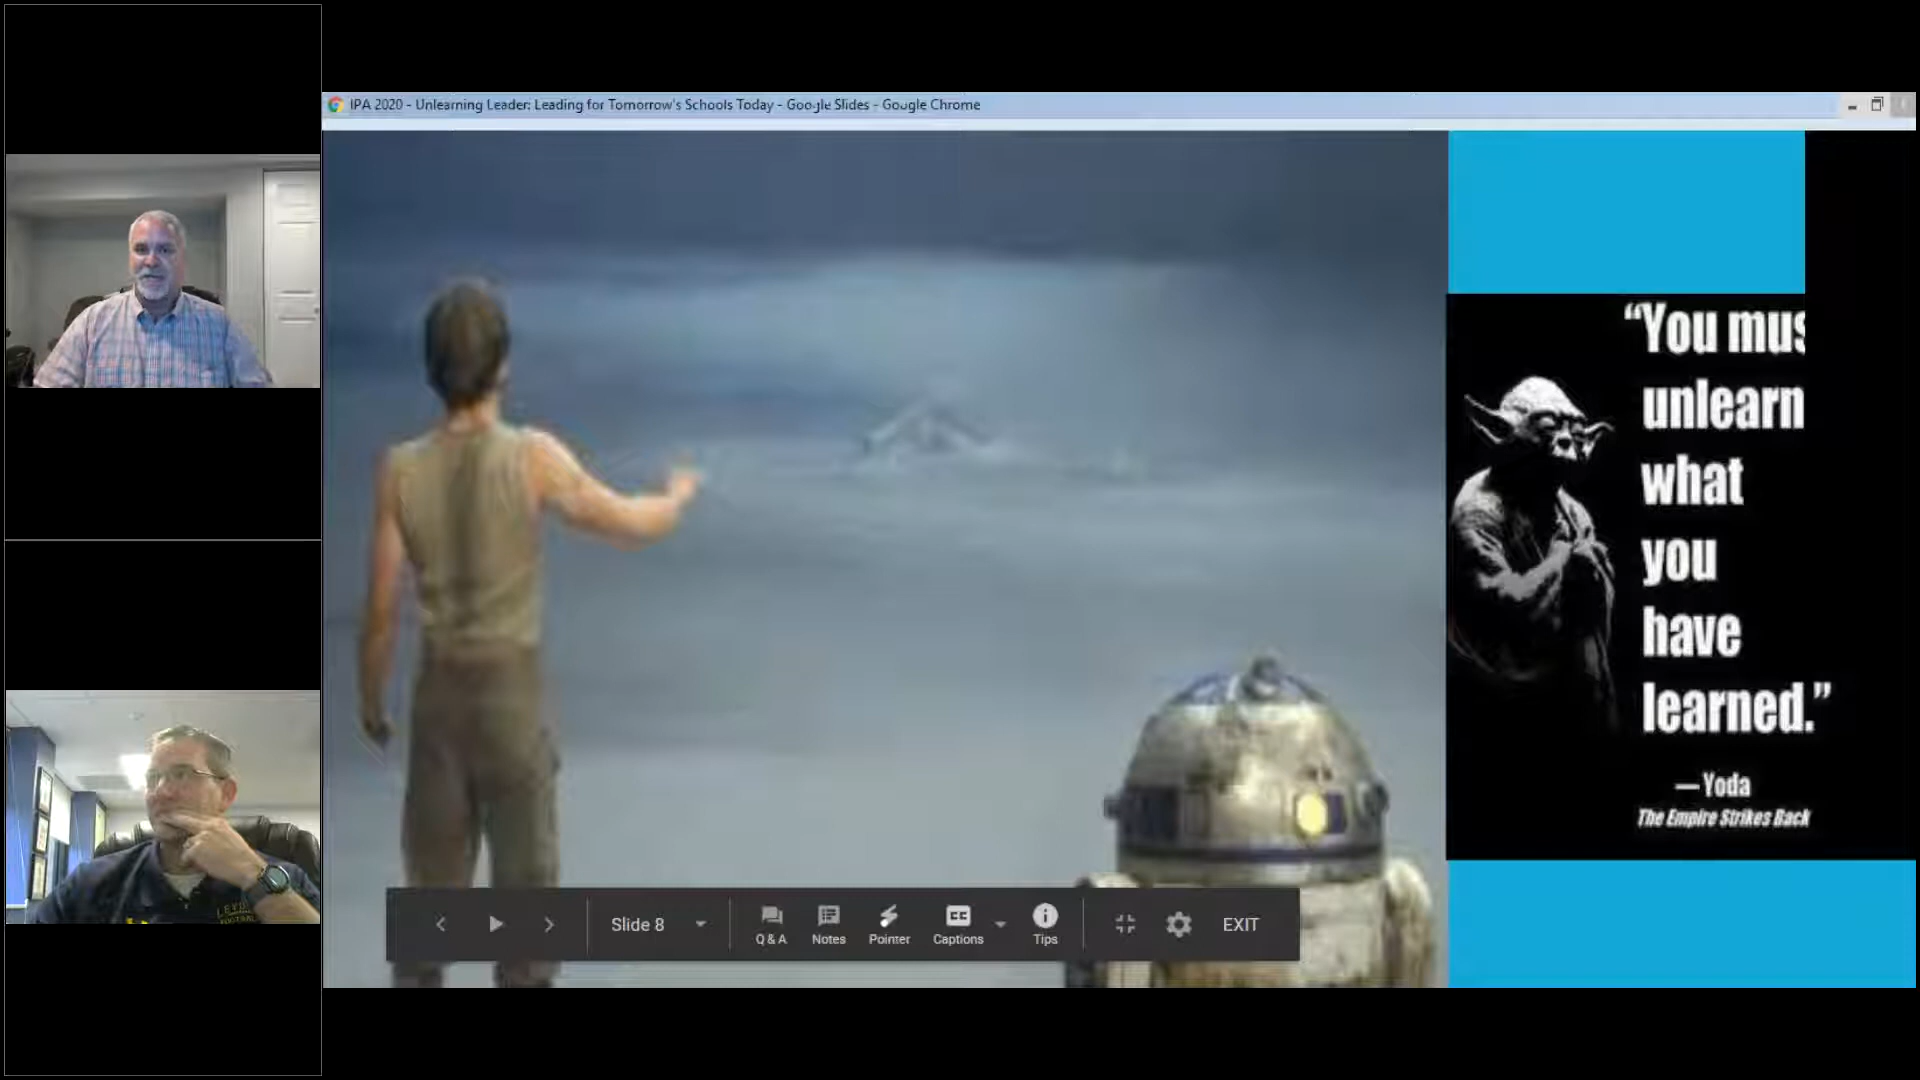 IPA 2020 - Unlearning Leader: Leading for Tomorrow's Schools Today - Google Slides - Google Chrome
“You mus
unlearn
what
you
have
learned.”
— Yoda
The Empire Strikes Back
Slide 8
Q & A
Notes
Pointer
CC
Captions
Tips
EXIT